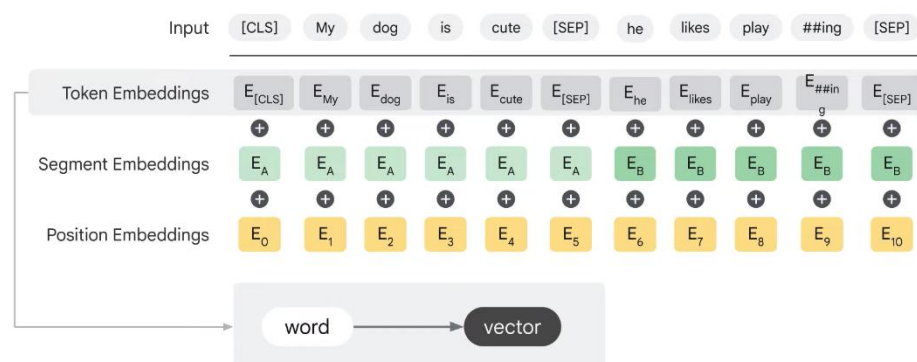 Input [CLS] My dog is cute [SEP] he likes play ##ing [SEP]
Token Embeddings E[CLS] EMy Edog Eis Ecute E[SEP] Ehe Elikes Eplay E##ing E[SEP]
+ + + + + + + + + + +
Segment Embeddings EA EA EA EA EA EA EB EB EB EB EB
+ + + + + + + + + + +
Position Embeddings E0 E1 E2 E3 E4 E5 E6 E7 E8 E9 E10
word vector